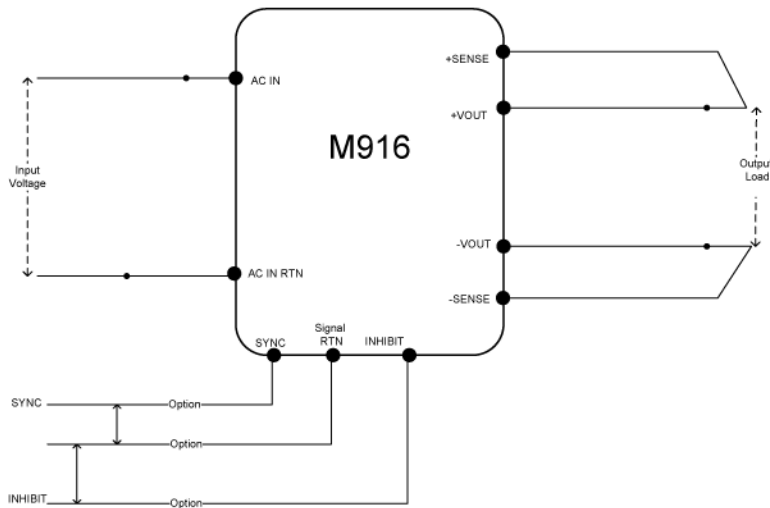 +SENSE
AC IN
+VOUT
M916
Input
Voltage
Output
Load
-VOUT
AC IN RTN
-SENSE
Signal
RTN
SYNC
INHIBIT
SYNC
Option
Option
INHIBIT
Option